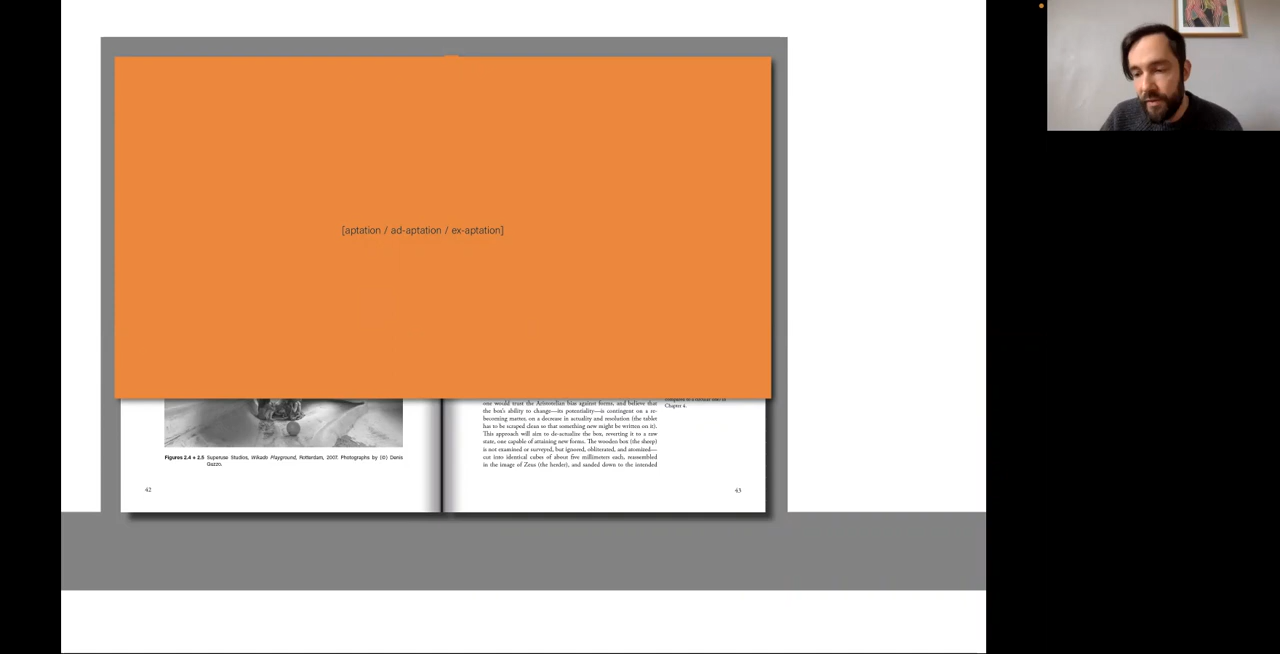 [aptation / ad-aptation / ex-aptation]
Figures 2.4 + 2.5 Superuse Studios, Wikado Playground, Rotterdam, 2007. Photographs by (©) Denis
Guzzo.
42
one would trust the Aristotelian bias against forms, and believe that
the box's ability to change—its potentiality—is contingent on a re-
becoming matter, on a decrease in actuality and resolution (the tablet
has to be scraped clean so that something new might be written on it).
This approach will aim to de-actualize the box, reverting it to a raw
state, one capable of attaining new forms. The wooden box (the sheep)
is not examined or surveyed, but ignored, obliterated, and atomized—
cut into identical cubes of about five millimeters each, reassembled
in the image of Zeus (the herder), and sanded down to the intended
Chapter 4.
43